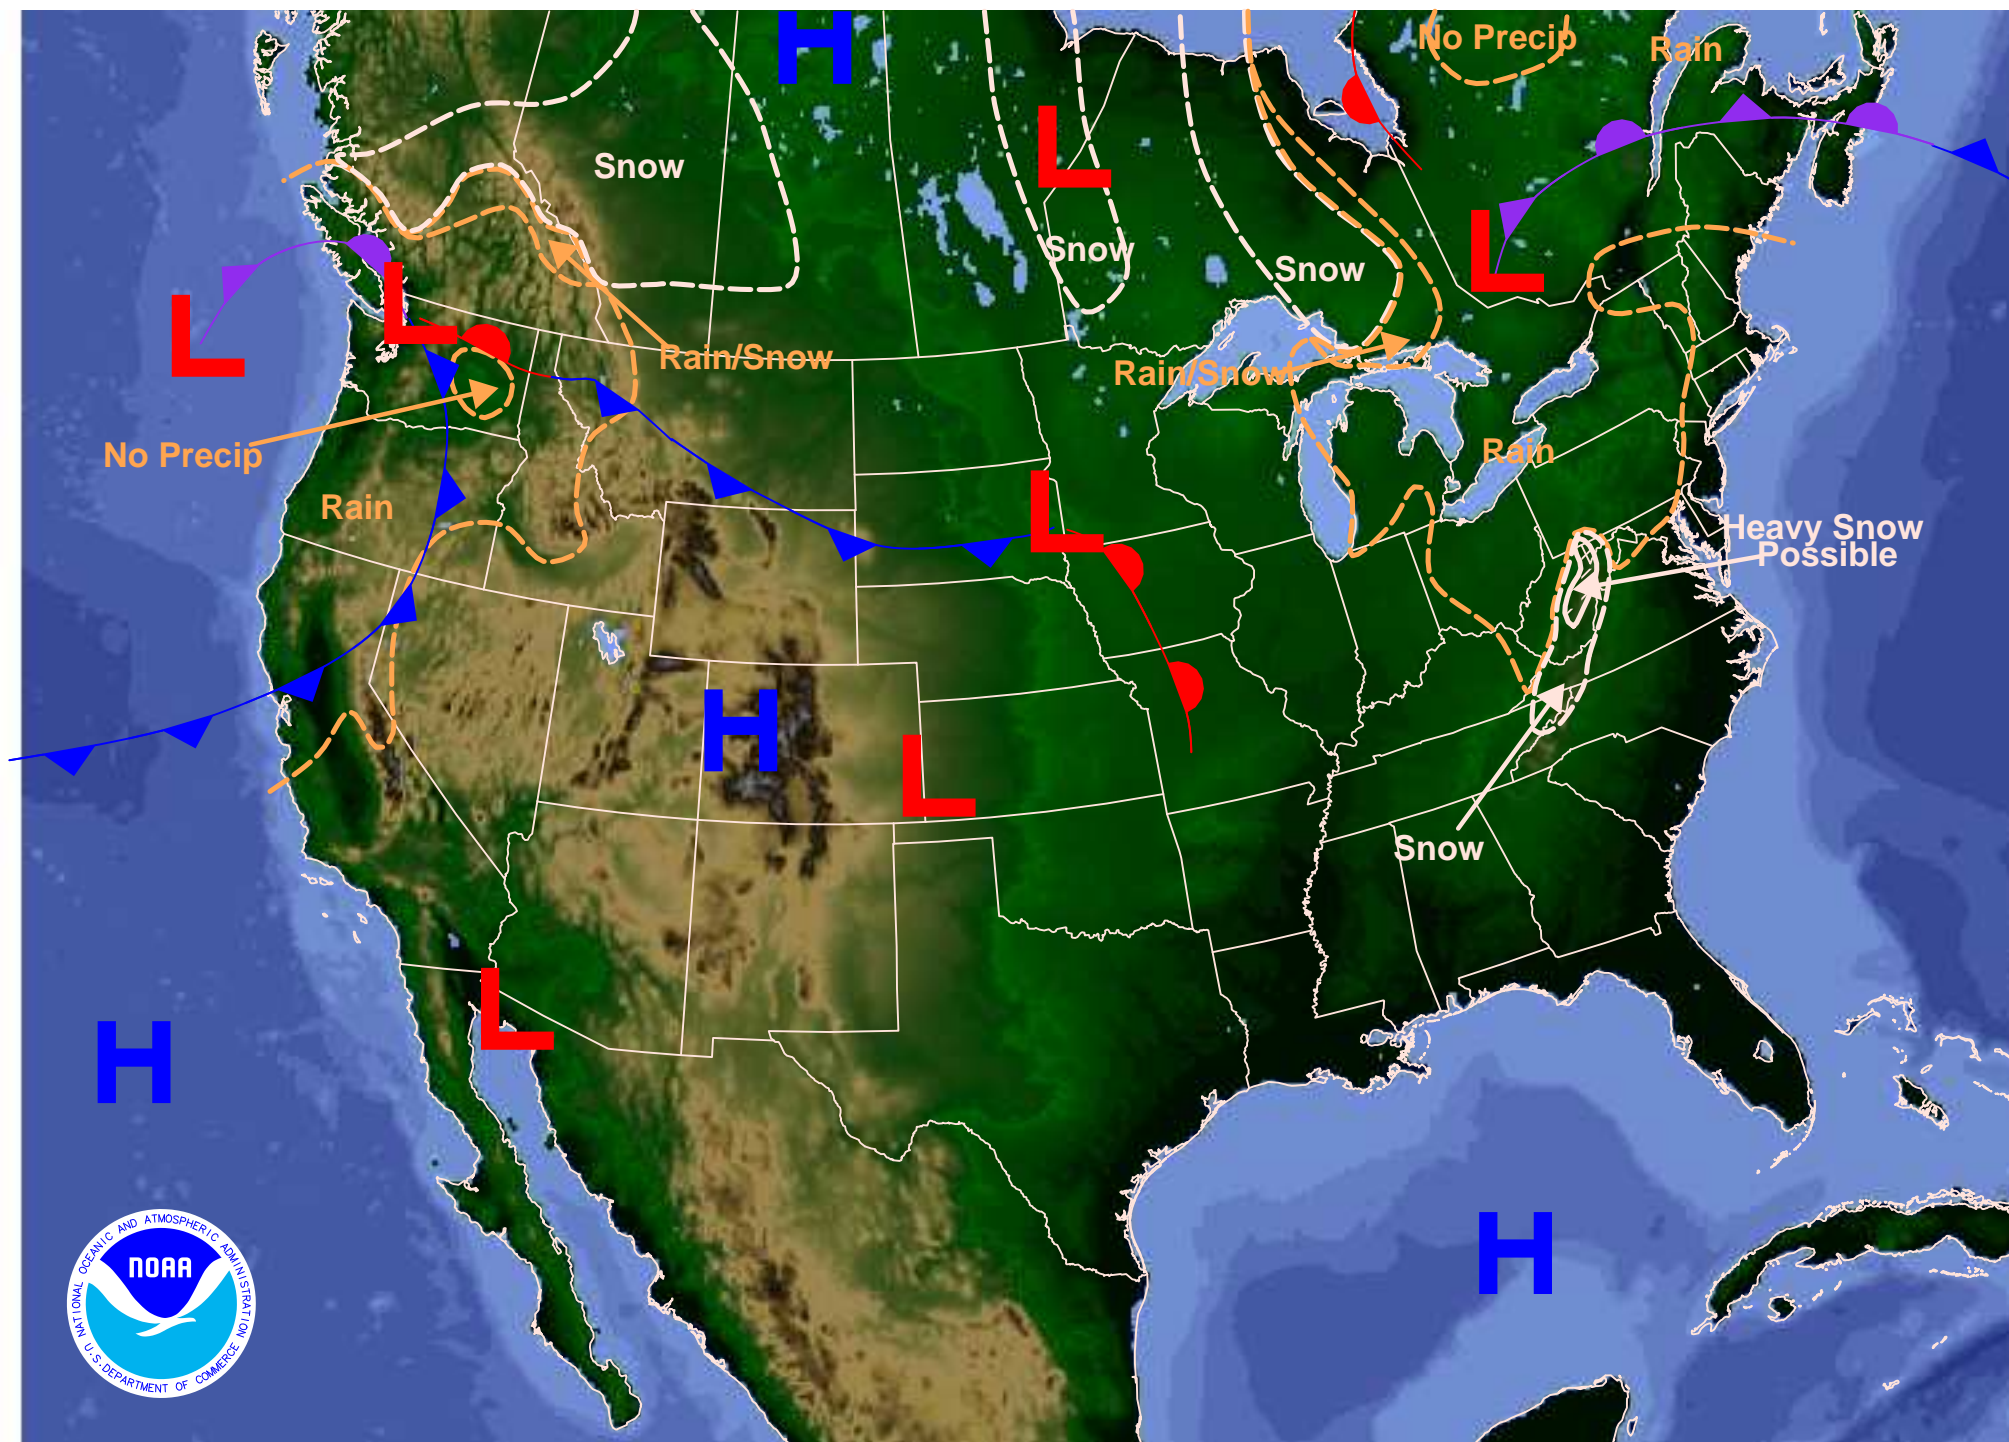 H
No Precip
Rain
L
Snow
Snow
Snow
L
L
L
Rain/Snow
Rain/Snow
No Precip
Rain
Rain
L
Heavy Snow
Possible
H
L
Snow
L
H
H
NATIONAL OCEANIC AND ATMOSPHERIC ADMINISTRATION
NOAA
U.S. DEPARTMENT OF COMMERCE